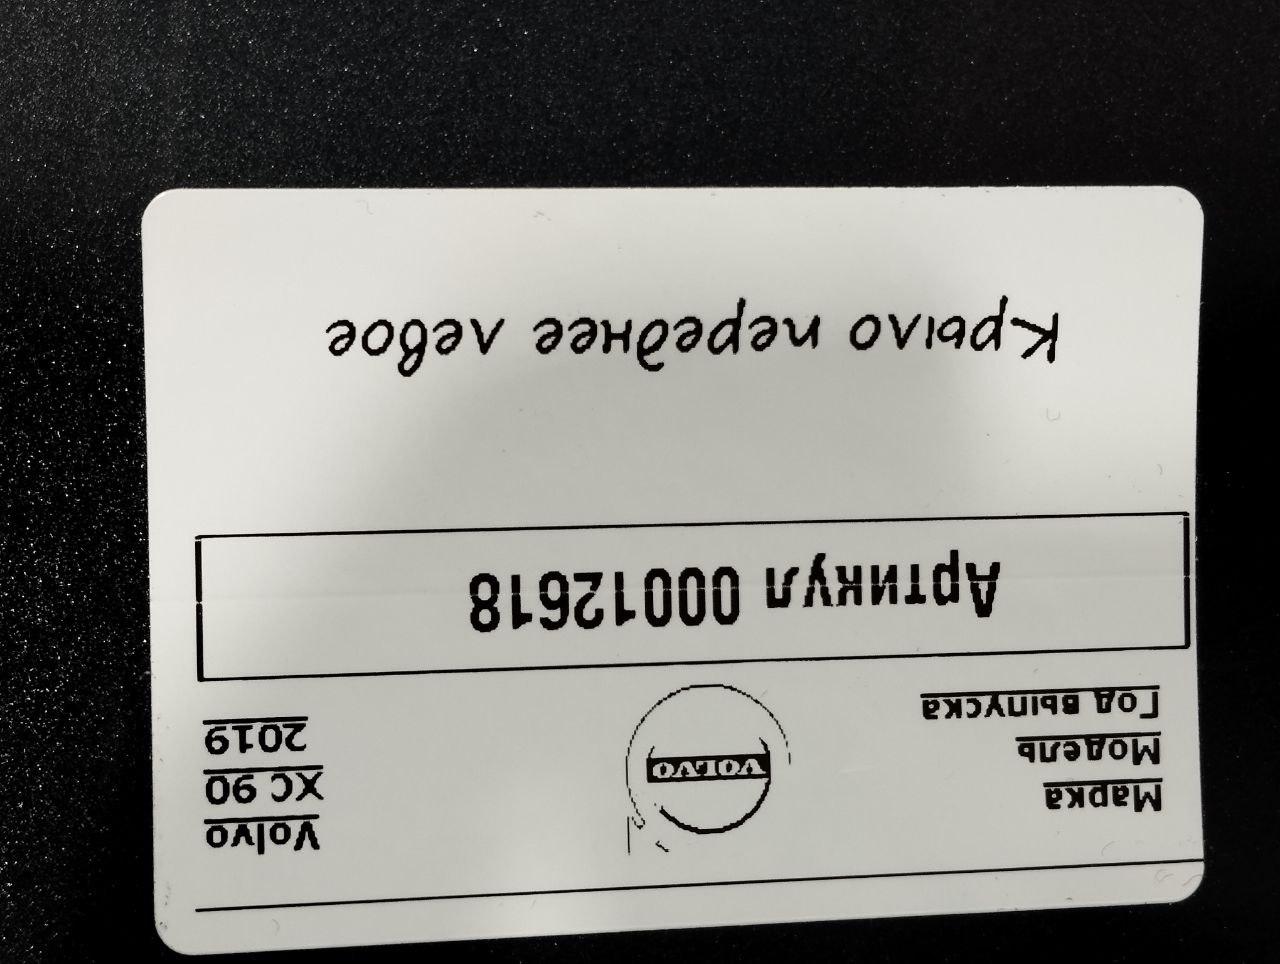 Марка Volvo
Модель XC 90
Год выпуска 2019
VOLVO
Артикул 00012618
Крыло переднее левое